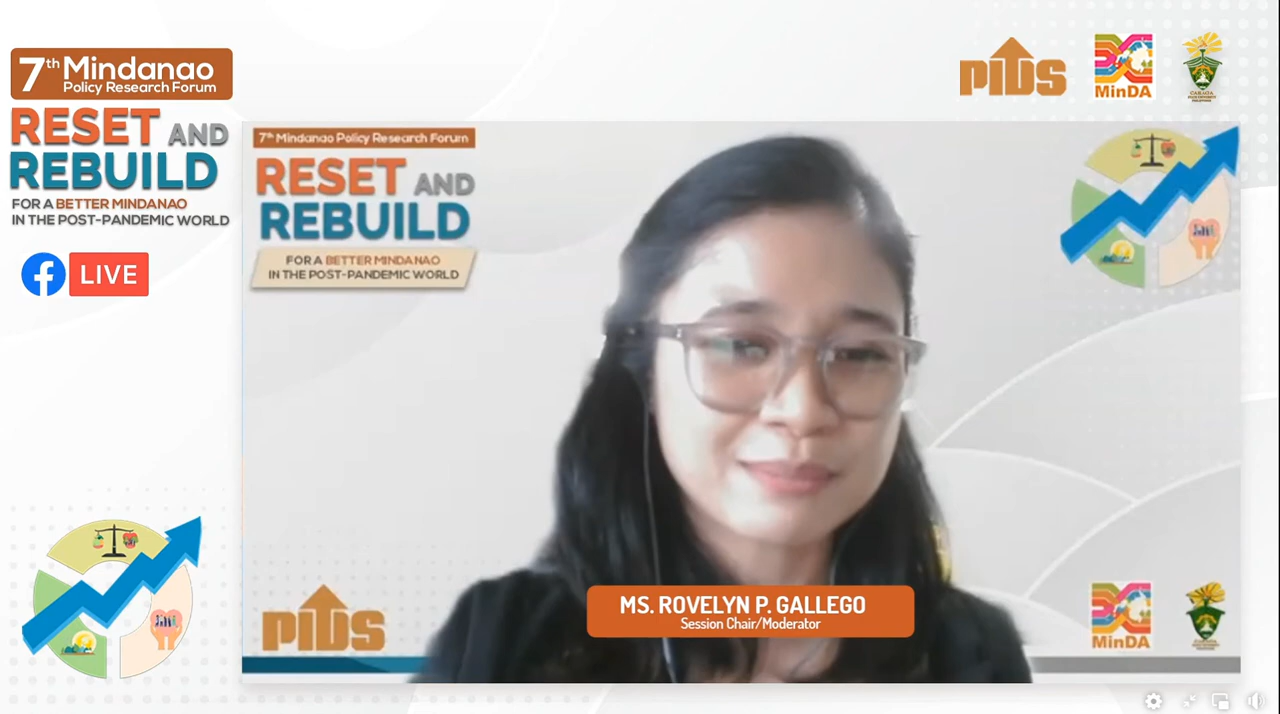 7th Mindanao
Policy Research Forum
RESET AND
REBUILD
FOR A BETTER MINDANAO
IN THE POST-PANDEMIC WORLD
LIVE
PIDS
MinDA
7th Mindanao Policy Research Forum
RESET AND
REBUILD
FOR A BETTER MINDANAO
IN THE POST-PANDEMIC WORLD
PIDS
MS. ROVELYN P. GALLEGO
Session Chair/Moderator
MinDA